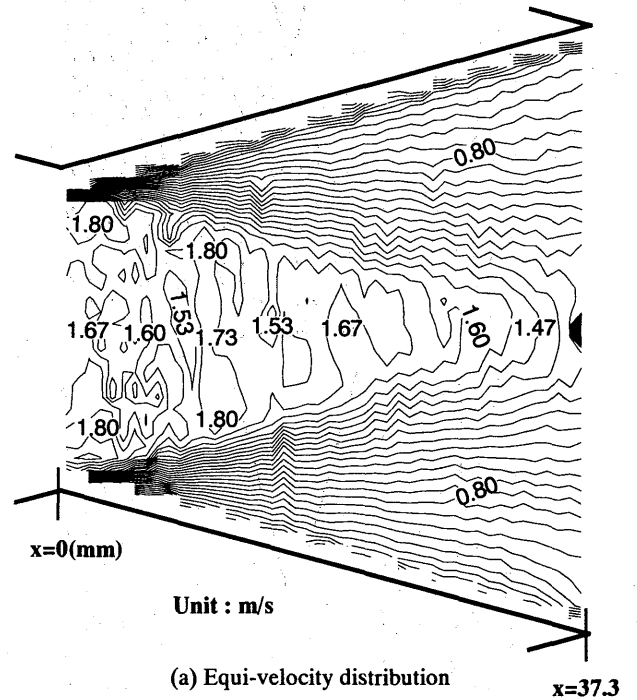 0.80
1.80
1.80
1.67 1.60 1.53 1.73 1.53 1.67 1.60 1.47
1.80 1.80
0.80
x=0(mm)
Unit : m/s
(a) Equi-velocity distribution
x=37.3